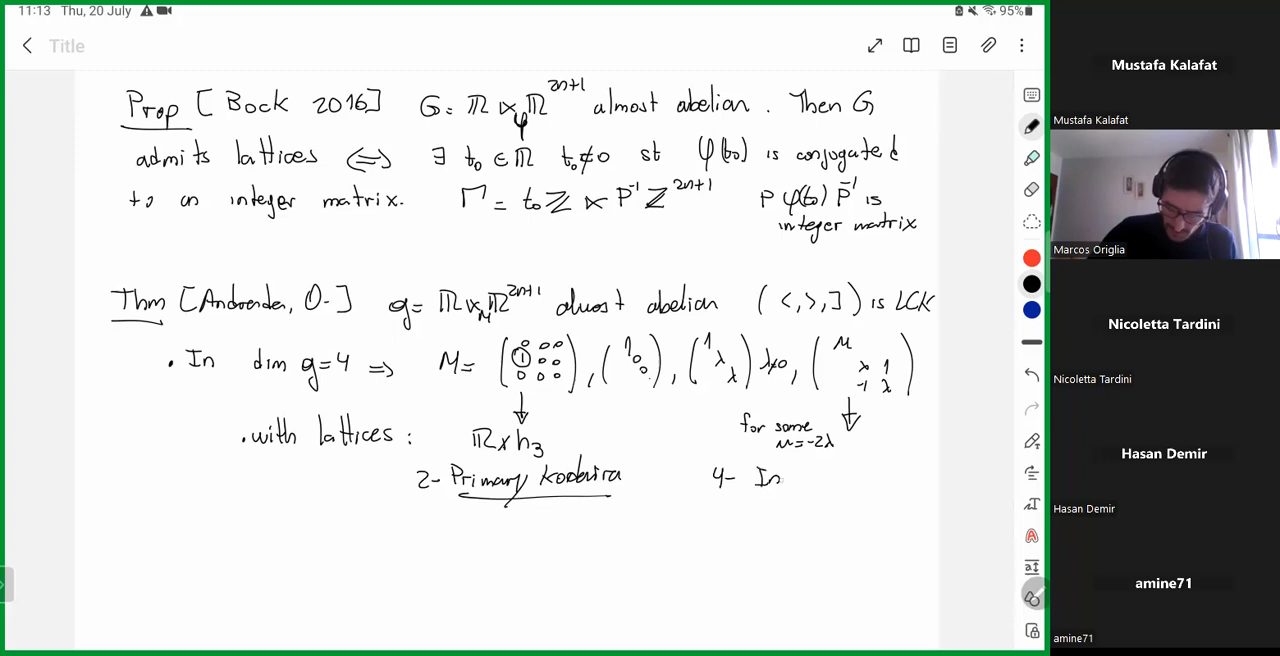 11:13 Thu, 20 July
95%
Title
Prop [Bock 2016] G = ℝ ⋉φ ℝ^{2n+1} almost abelian. Then G
admits lattices ⟺ ∃ t₀ ∈ ℝ t₀≠0 st φ(t₀) is conjugated
to an integer matrix. Γ = t₀ℤ ⋉ P⁻¹ℤ^{2n+1} P φ(t₀) P⁻¹ is
integer matrix
Thm [Andrada, O-] g = ℝ ⋉_M ℝ^{2n+1} almost abelian (<,>, J) is LCK
· In dim g=4 ⟹ M = (0 0 0; 1 0 0; 0 0 0), (1 0 0), (1 λ λ) λ≠0, (μ; λ 1; -1 λ)
· with lattices: ℝ×h₃
for some
μ=-2λ
2- Primary Kodaira 4- In
Mustafa Kalafat
Mustafa Kalafat
Marcos Origlia
Nicoletta Tardini
Nicoletta Tardini
Hasan Demir
Hasan Demir
amine71
amine71